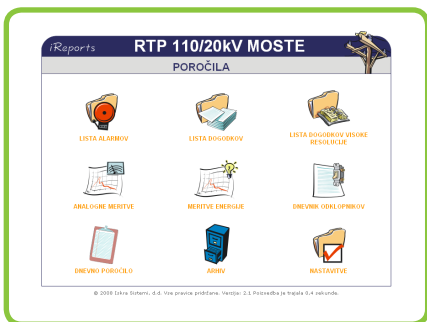 iReports
RTP 110/20kV MOSTE
POROČILA
LISTA ALARMOV
LISTA DOGODKOV
LISTA DOGODKOV VISOKE
RESOLUCIJE
ANALOGNE MERITVE
MERITVE ENERGIJE
DNEVNIK ODKLOPNIKOV
DNEVNO POROČILO
ARHIV
NASTAVITVE
© 2008 Iskra Sistemi, d.d. Vse pravice pridržane. Verzija: 2.1 Poizvedba je trajala 0.4 sekunde.